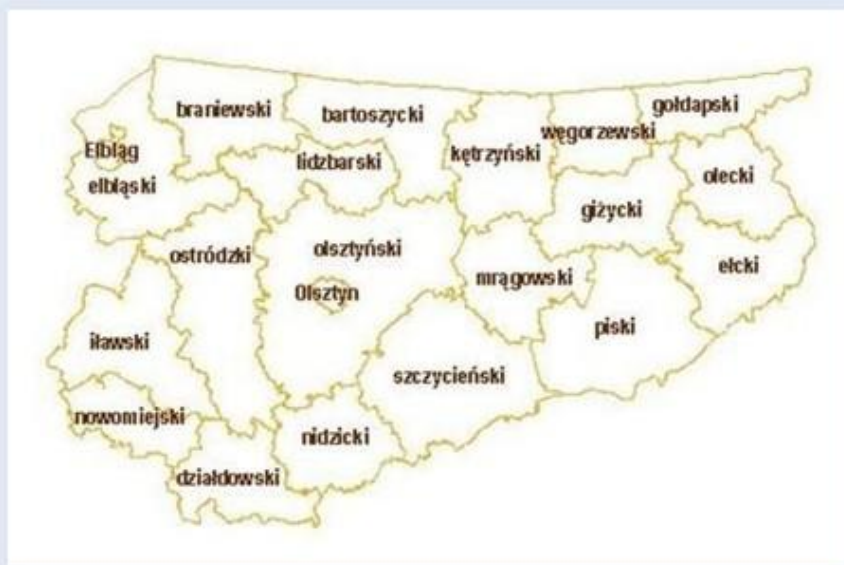 braniewski
bartoszycki
gołdapski
węgorzewski
Elbląg
lidzbarski
kętrzyński
elbląski
olecki
giżycki
ostródzki
olsztyński
ełcki
mrągowski
Olsztyn
piski
iławski
szczycieński
nowomiejski
nidzicki
działdowski